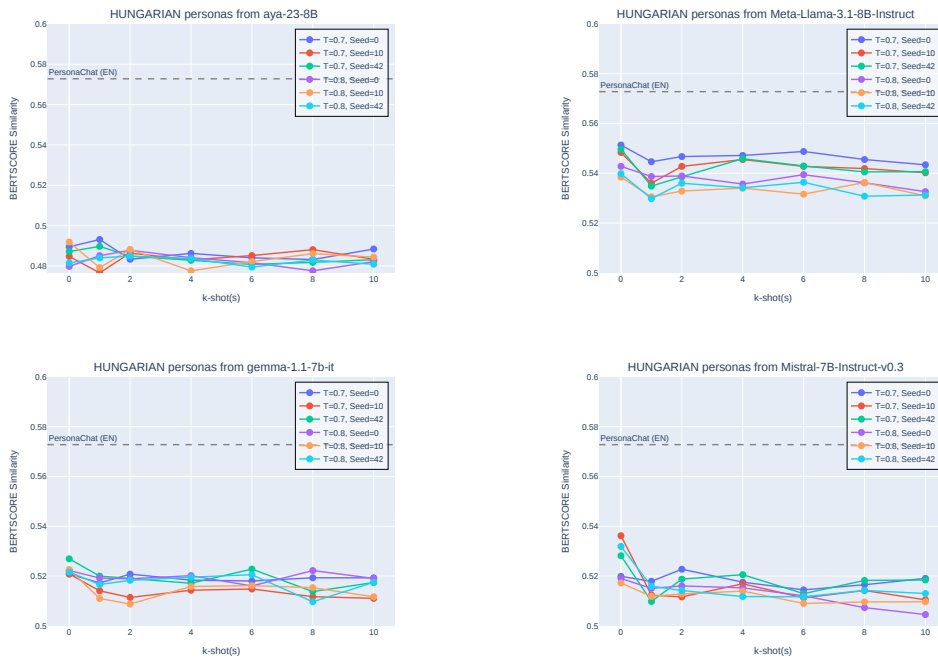 HUNGARIAN personas from aya-23-8B
0.6
0.58
0.56
0.54
0.52
0.5
0.48
BERTSCORE Similarity
PersonaChat (EN)
T=0.7, Seed=0
T=0.7, Seed=10
T=0.7, Seed=42
T=0.8, Seed=0
T=0.8, Seed=10
T=0.8, Seed=42
0 2 4 6 8 10
k-shot(s)
HUNGARIAN personas from Meta-Llama-3.1-8B-Instruct
0.6
0.58
0.56
0.54
0.52
0.5
BERTSCORE Similarity
PersonaChat (EN)
T=0.7, Seed=0
T=0.7, Seed=10
T=0.7, Seed=42
T=0.8, Seed=0
T=0.8, Seed=10
T=0.8, Seed=42
0 2 4 6 8 10
k-shot(s)
HUNGARIAN personas from gemma-1.1-7b-it
0.6
0.58
0.56
0.54
0.52
0.5
BERTSCORE Similarity
PersonaChat (EN)
T=0.7, Seed=0
T=0.7, Seed=10
T=0.7, Seed=42
T=0.8, Seed=0
T=0.8, Seed=10
T=0.8, Seed=42
0 2 4 6 8 10
k-shot(s)
HUNGARIAN personas from Mistral-7B-Instruct-v0.3
0.6
0.58
0.56
0.54
0.52
0.5
BERTSCORE Similarity
PersonaChat (EN)
T=0.7, Seed=0
T=0.7, Seed=10
T=0.7, Seed=42
T=0.8, Seed=0
T=0.8, Seed=10
T=0.8, Seed=42
0 2 4 6 8 10
k-shot(s)